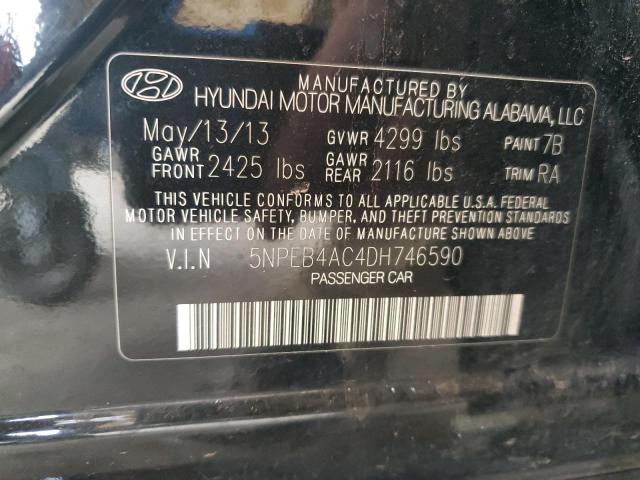 MANUFACTURED BY
HYUNDAI MOTOR MANUFACTURING ALABAMA, LLC
May/13/13 GVWR 4299 lbs PAINT 7B
GAWR FRONT 2425 lbs GAWR REAR 2116 lbs TRIM RA
THIS VEHICLE CONFORMS TO ALL APPLICABLE U.S.A. FEDERAL
MOTOR VEHICLE SAFETY, BUMPER, AND THEFT PREVENTION STANDARDS
IN EFFECT ON THE DATE OF MANUFACTURE SHOWN ABOVE
V.I.N 5NPEB4AC4DH746590
PASSENGER CAR